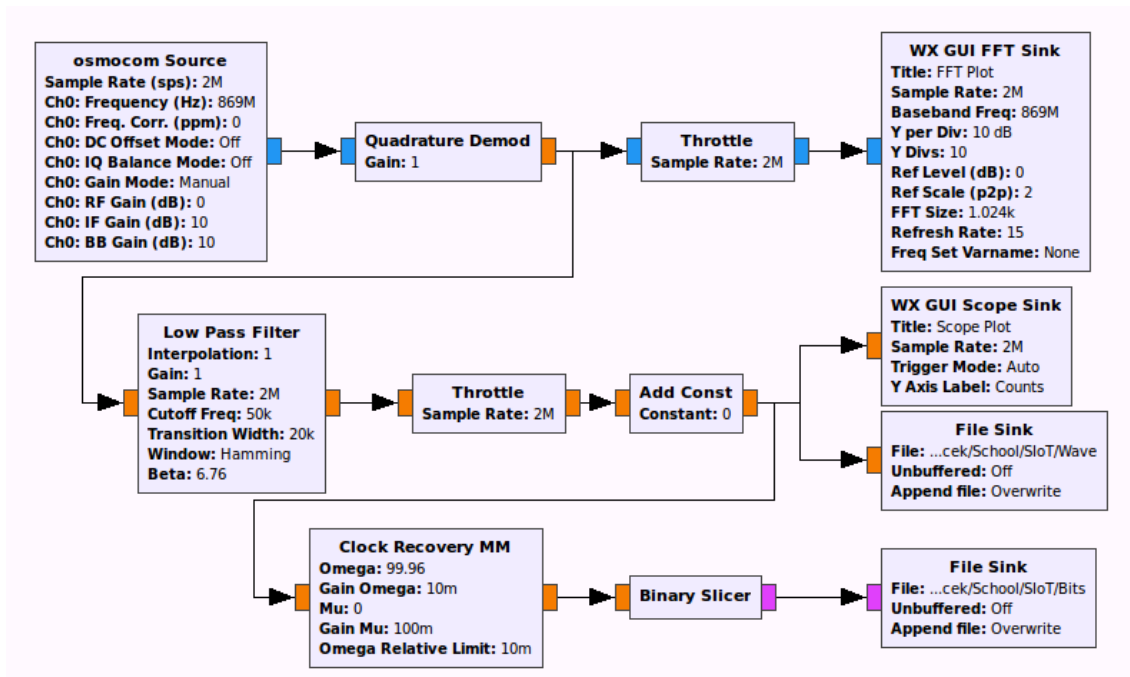 osmocom Source
Sample Rate (sps): 2M
Ch0: Frequency (Hz): 869M
Ch0: Freq. Corr. (ppm): 0
Ch0: DC Offset Mode: Off
Ch0: IQ Balance Mode: Off
Ch0: Gain Mode: Manual
Ch0: RF Gain (dB): 0
Ch0: IF Gain (dB): 10
Ch0: BB Gain (dB): 10
Quadrature Demod
Gain: 1
Throttle
Sample Rate: 2M
WX GUI FFT Sink
Title: FFT Plot
Sample Rate: 2M
Baseband Freq: 869M
Y per Div: 10 dB
Y Divs: 10
Ref Level (dB): 0
Ref Scale (p2p): 2
FFT Size: 1.024k
Refresh Rate: 15
Freq Set Varname: None
Low Pass Filter
Interpolation: 1
Gain: 1
Sample Rate: 2M
Cutoff Freq: 50k
Transition Width: 20k
Window: Hamming
Beta: 6.76
Throttle
Sample Rate: 2M
Add Const
Constant: 0
WX GUI Scope Sink
Title: Scope Plot
Sample Rate: 2M
Trigger Mode: Auto
Y Axis Label: Counts
File Sink
File: ...cek/School/SIoT/Wave
Unbuffered: Off
Append file: Overwrite
Clock Recovery MM
Omega: 99.96
Gain Omega: 10m
Mu: 0
Gain Mu: 100m
Omega Relative Limit: 10m
Binary Slicer
File Sink
File: ...cek/School/SIoT/Bits
Unbuffered: Off
Append file: Overwrite